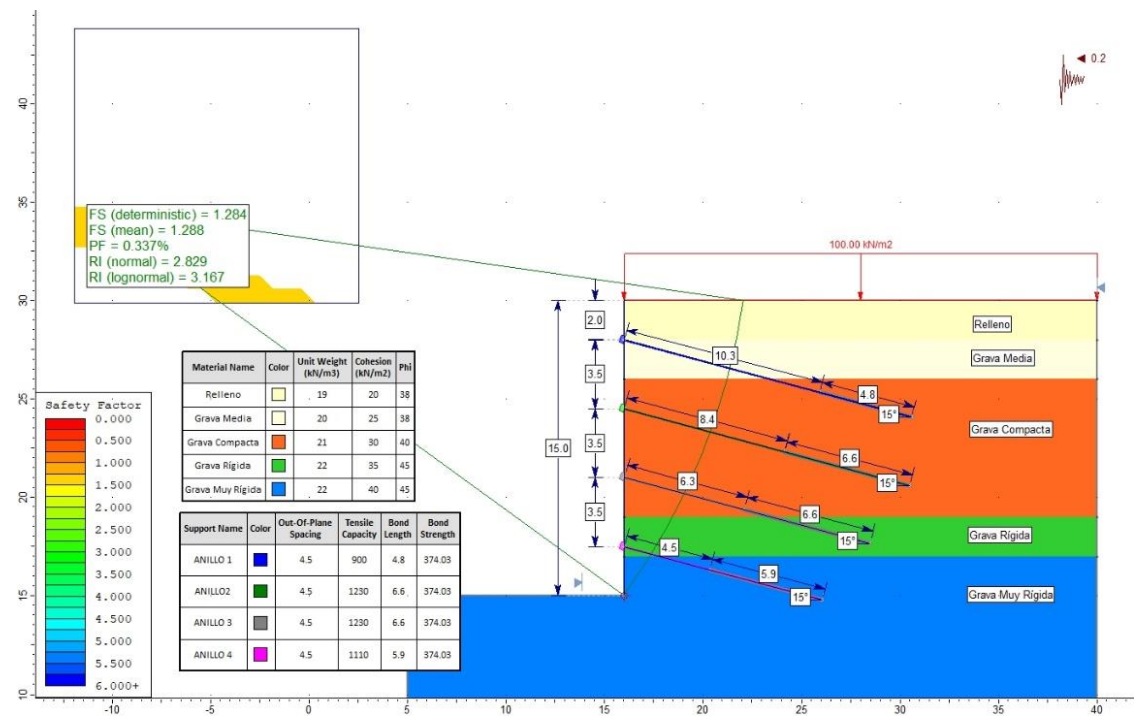 0.2
40
35
30
25
20
15
10
FS (deterministic) = 1.284
FS (mean) = 1.288
PF = 0.337%
RI (normal) = 2.829
RI (lognormal) = 3.167
100.00 kN/m2
2.0
3.5
3.5
3.5
15.0
10.3
4.8
15°
8.4
6.6
15°
6.3
6.6
15°
4.5
5.9
15°
Relleno
Grava Media
Grava Compacta
Grava Rígida
Grava Muy Rígida
Material Name Color Unit Weight (kN/m3) Cohesion (kN/m2) Phi
Relleno 19 20 38
Grava Media 20 25 38
Grava Compacta 21 30 40
Grava Rígida 22 35 45
Grava Muy Rígida 22 40 45
Support Name Color Out-Of-Plane Spacing Tensile Capacity Bond Length Bond Strength
ANILLO 1 4.5 900 4.8 374.03
ANILLO2 4.5 1230 6.6 374.03
ANILLO 3 4.5 1230 6.6 374.03
ANILLO 4 4.5 1110 5.9 374.03
Safety Factor
0.000
0.500
1.000
1.500
2.000
2.500
3.000
3.500
4.000
4.500
5.000
5.500
6.000+
-10 -5 0 5 10 15 20 25 30 35 40